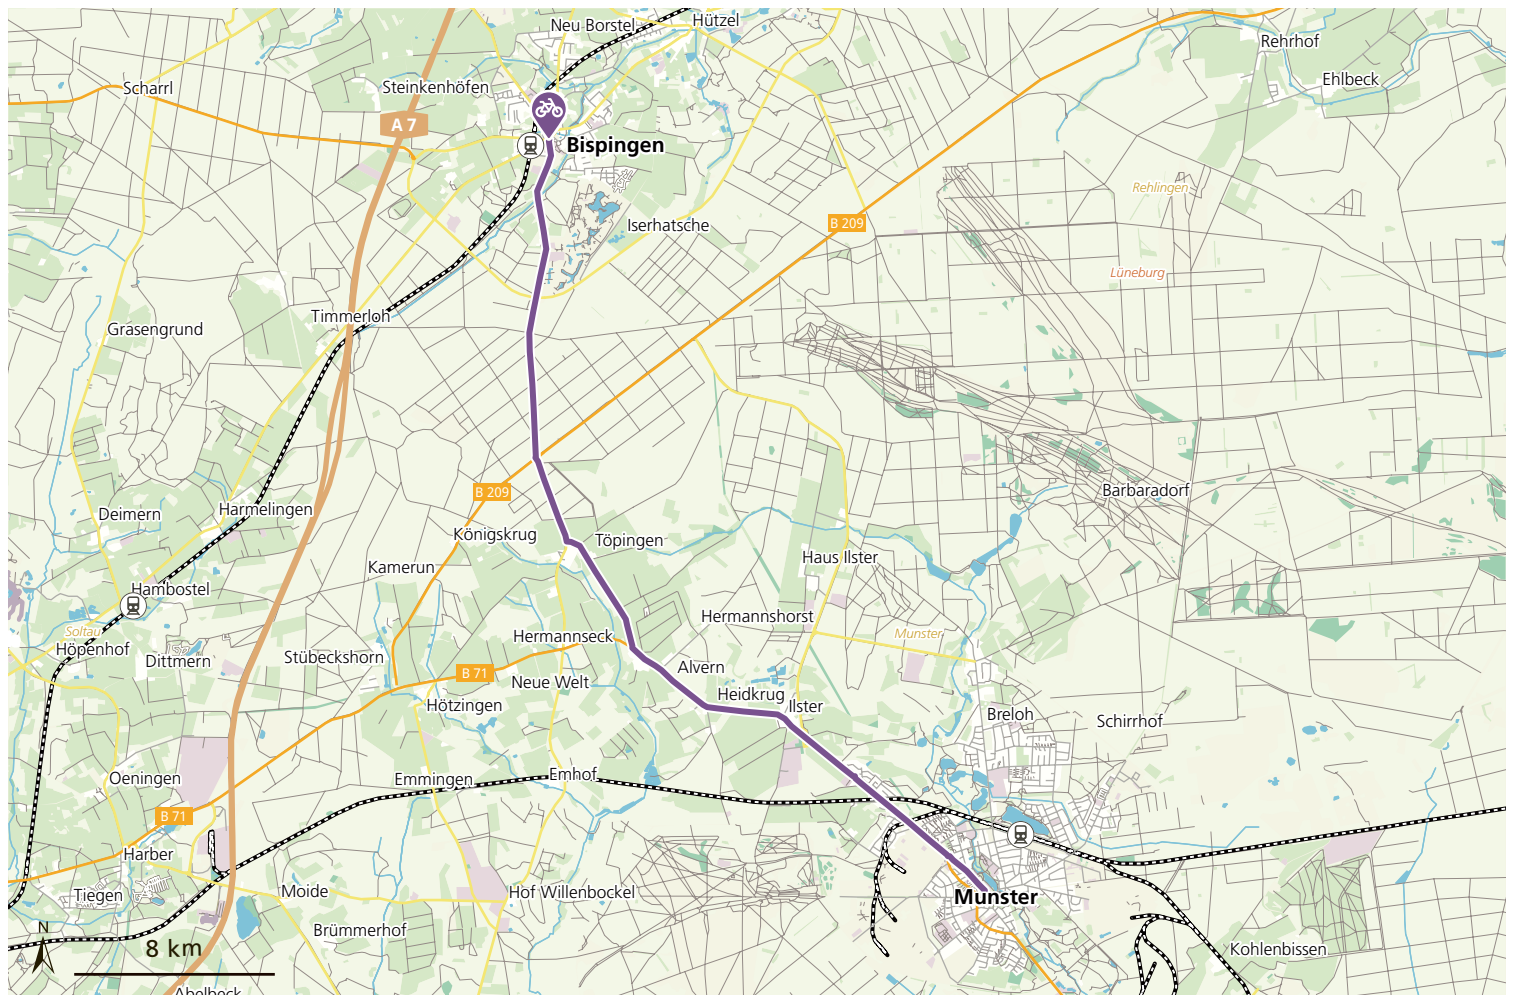 Neu Borstel
Hützel
Rehrhof
Ehlbeck
Scharrl
Steinkenhöfen
A 7
Bispingen
Rehlingen
Iserhatsche
B 209
Lüneburg
Timmerloh
Grasengrund
B 209
Barbaradorf
Deimern
Harmelingen
Königskrug
Töpingen
Haus Ilster
Kamerun
Hambostel
Hermannshorst
Soltau
Hermannseck
Munster
Höpenhof
Dittmern
Stübeckshorn
B 71
Alvern
Neue Welt
Heidkrug
Ilster
Hötzingen
Breloh
Schirrhof
Oeningen
Emmingen
Emhof
B 71
Harber
Tiegen
Moide
Hof Willenbockel
Munster
N
Brümmerhof
8 km
Kohlenbissen
Abelbeck